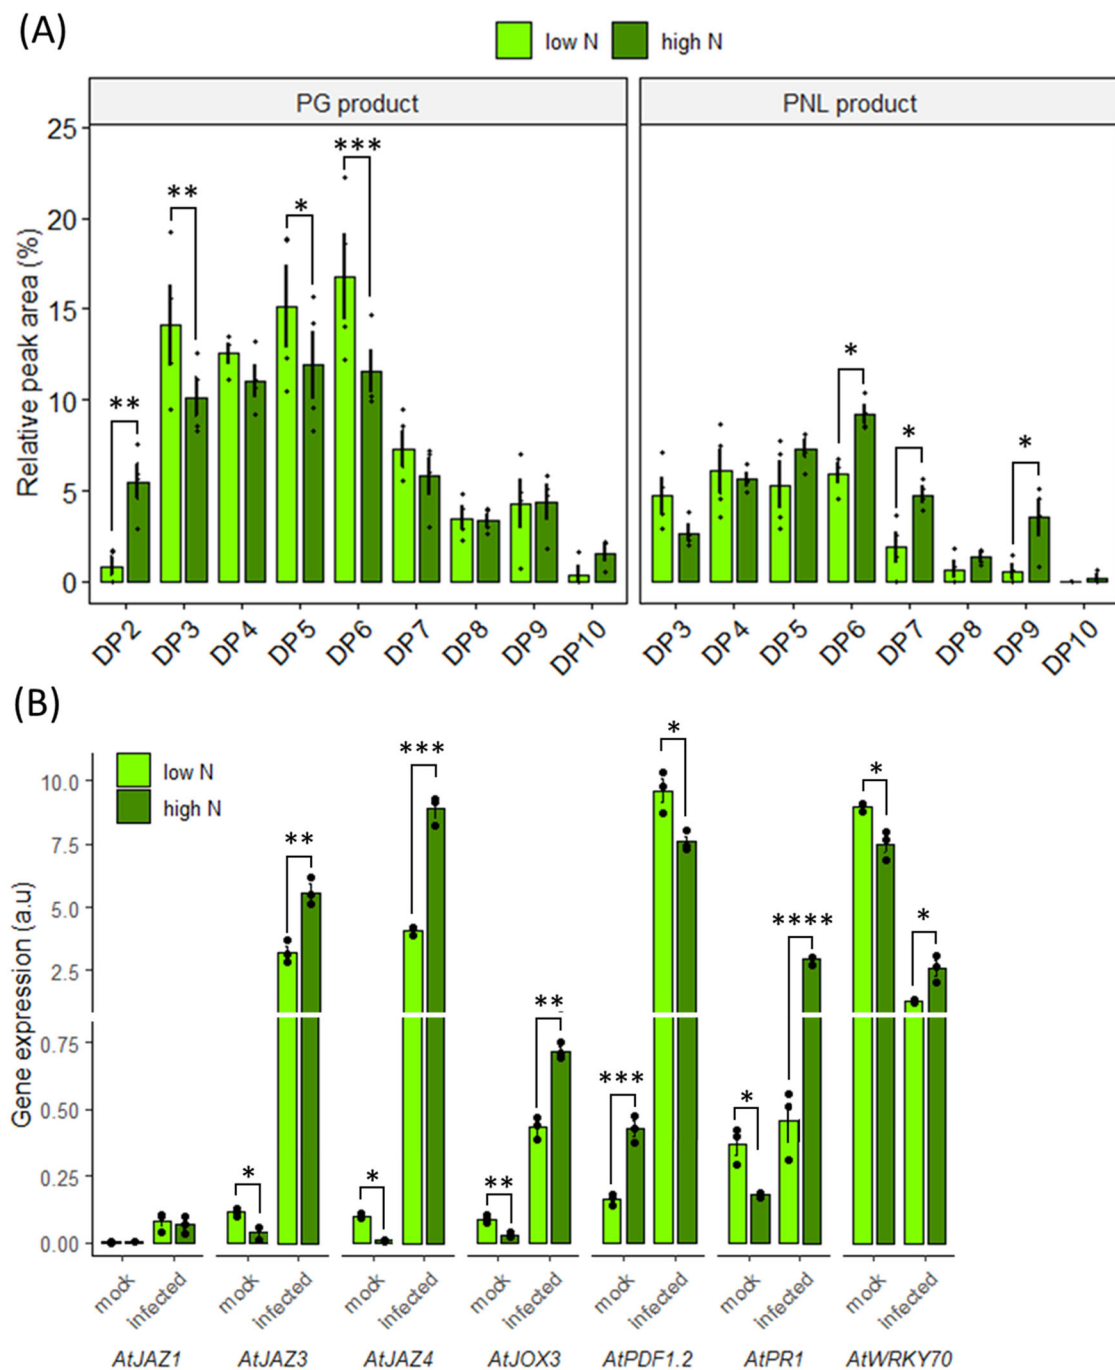 (A)
low N high N
PG product PNL product
25
20
15
10
5
0
Relative peak area (%)
** ** * *** * * *
DP2 DP3 DP4 DP5 DP6 DP7 DP8 DP9 DP10 DP3 DP4 DP5 DP6 DP7 DP8 DP9 DP10
(B)
low N
high N
10.0
7.5
5.0
2.5
0.75
0.50
0.25
0.00
Gene expression (a.u)
* ** * *** ** ** *** * * **** * *
mock infected mock infected mock infected mock infected mock infected mock infected mock infected
AtJAZ1 AtJAZ3 AtJAZ4 AtJOX3 AtPDF1.2 AtPR1 AtWRKY70